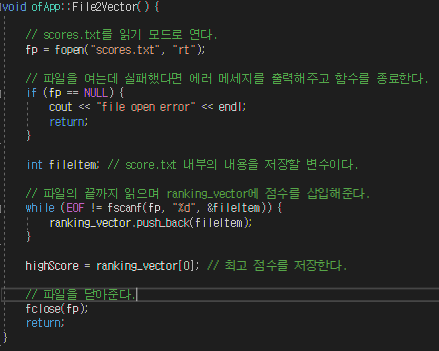 void ofApp::File2Vector() {
// scores.txt를 읽기 모드로 연다.
fp = fopen("scores.txt", "rt");
// 파일을 여는데 실패했다면 에러 메세지를 출력해주고 함수를 종료한다.
if (fp == NULL) {
cout << "file open error" << endl;
return;
}
int fileItem; // score.txt 내부의 내용을 저장할 변수이다.
// 파일의 끝까지 읽으며 ranking_vector에 점수를 삽입해준다.
while (EOF != fscanf(fp, "%d", &fileItem)) {
ranking_vector.push_back(fileItem);
}
highScore = ranking_vector[0]; // 최고 점수를 저장한다.
// 파일을 닫아준다.
fclose(fp);
return;
}